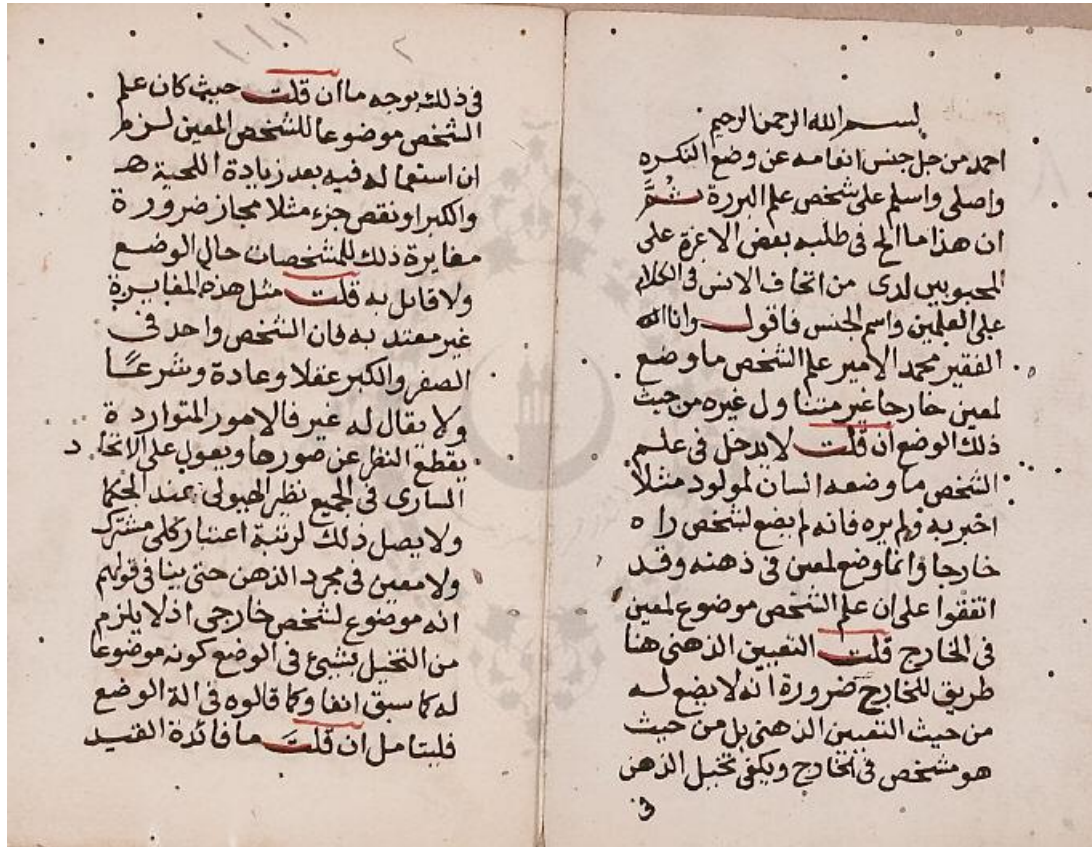 بسم الله الرحمن الرحيم
احمد من جل جنس انعامه عن وضع النكره
واصلي واسلم على شخص علم البررة ثُمَّ
ان هذا ما الح في طلبه بعض الاعزة على
المحبوبين لدى من اتحاف الانس في الكلام
على العلمين واسم الجنس فاقول وانا
الفقير محمد الامير علم الشخص ما وضع
لمعين خارجا غير متناول غيره من حيث
ذلك الوضع ان قلت لا يدخل في علم
الشخص ما وضعه انسان لمولود مثلا
اخبر به ولم يره فانه لم يضع لشخص راه
خارجا وانما وضع لمعين في ذهنه وقد
اتفقوا على ان علم الشخص موضوع لمعين
في الخارج قلت التعيين الذهني هنا
طريق للخارج ضرورة انه لا يضع له
من حيث التعيين الذهني بل من حيث
هو مشخص في الخارج ويكفي تخيل الذهن
في
٢
١١١
في ذلك بوجه ما ان قلت حيث كان علم
الشخص موضوعا للشخص المعين لزم
ان استعماله فيه بعد زيادة اللحية
والكبر او نقص جزء مثلا مجاز ضرورة
مغايرة ذلك للمشخصات حال الوضع
ولا قائل به قلت مثل هذه المغايرة
غير معتد به فان الشخص واحد في
الصغر والكبر عقلا وعادة وشرعًا
ولا يقال له غير فالامور المتواردة
يقطع النظر عن صورها ويعول على الاتحاد
السارى في الجميع نظير الهيولى عند الحكما
ولا يصل ذلك لرتبة اعتبار كلى مشترك
ولا معين في مجرد الذهن حتى ينافي قولهم
انه موضوع لشخص خارجي اذ لا يلزم
من التخيل بشيئ في الوضع كونه موضوعا
له كما سبق انفا وكما قالوه في الة الوضع
فليتامل ان قلتَ ما فائدة القيد